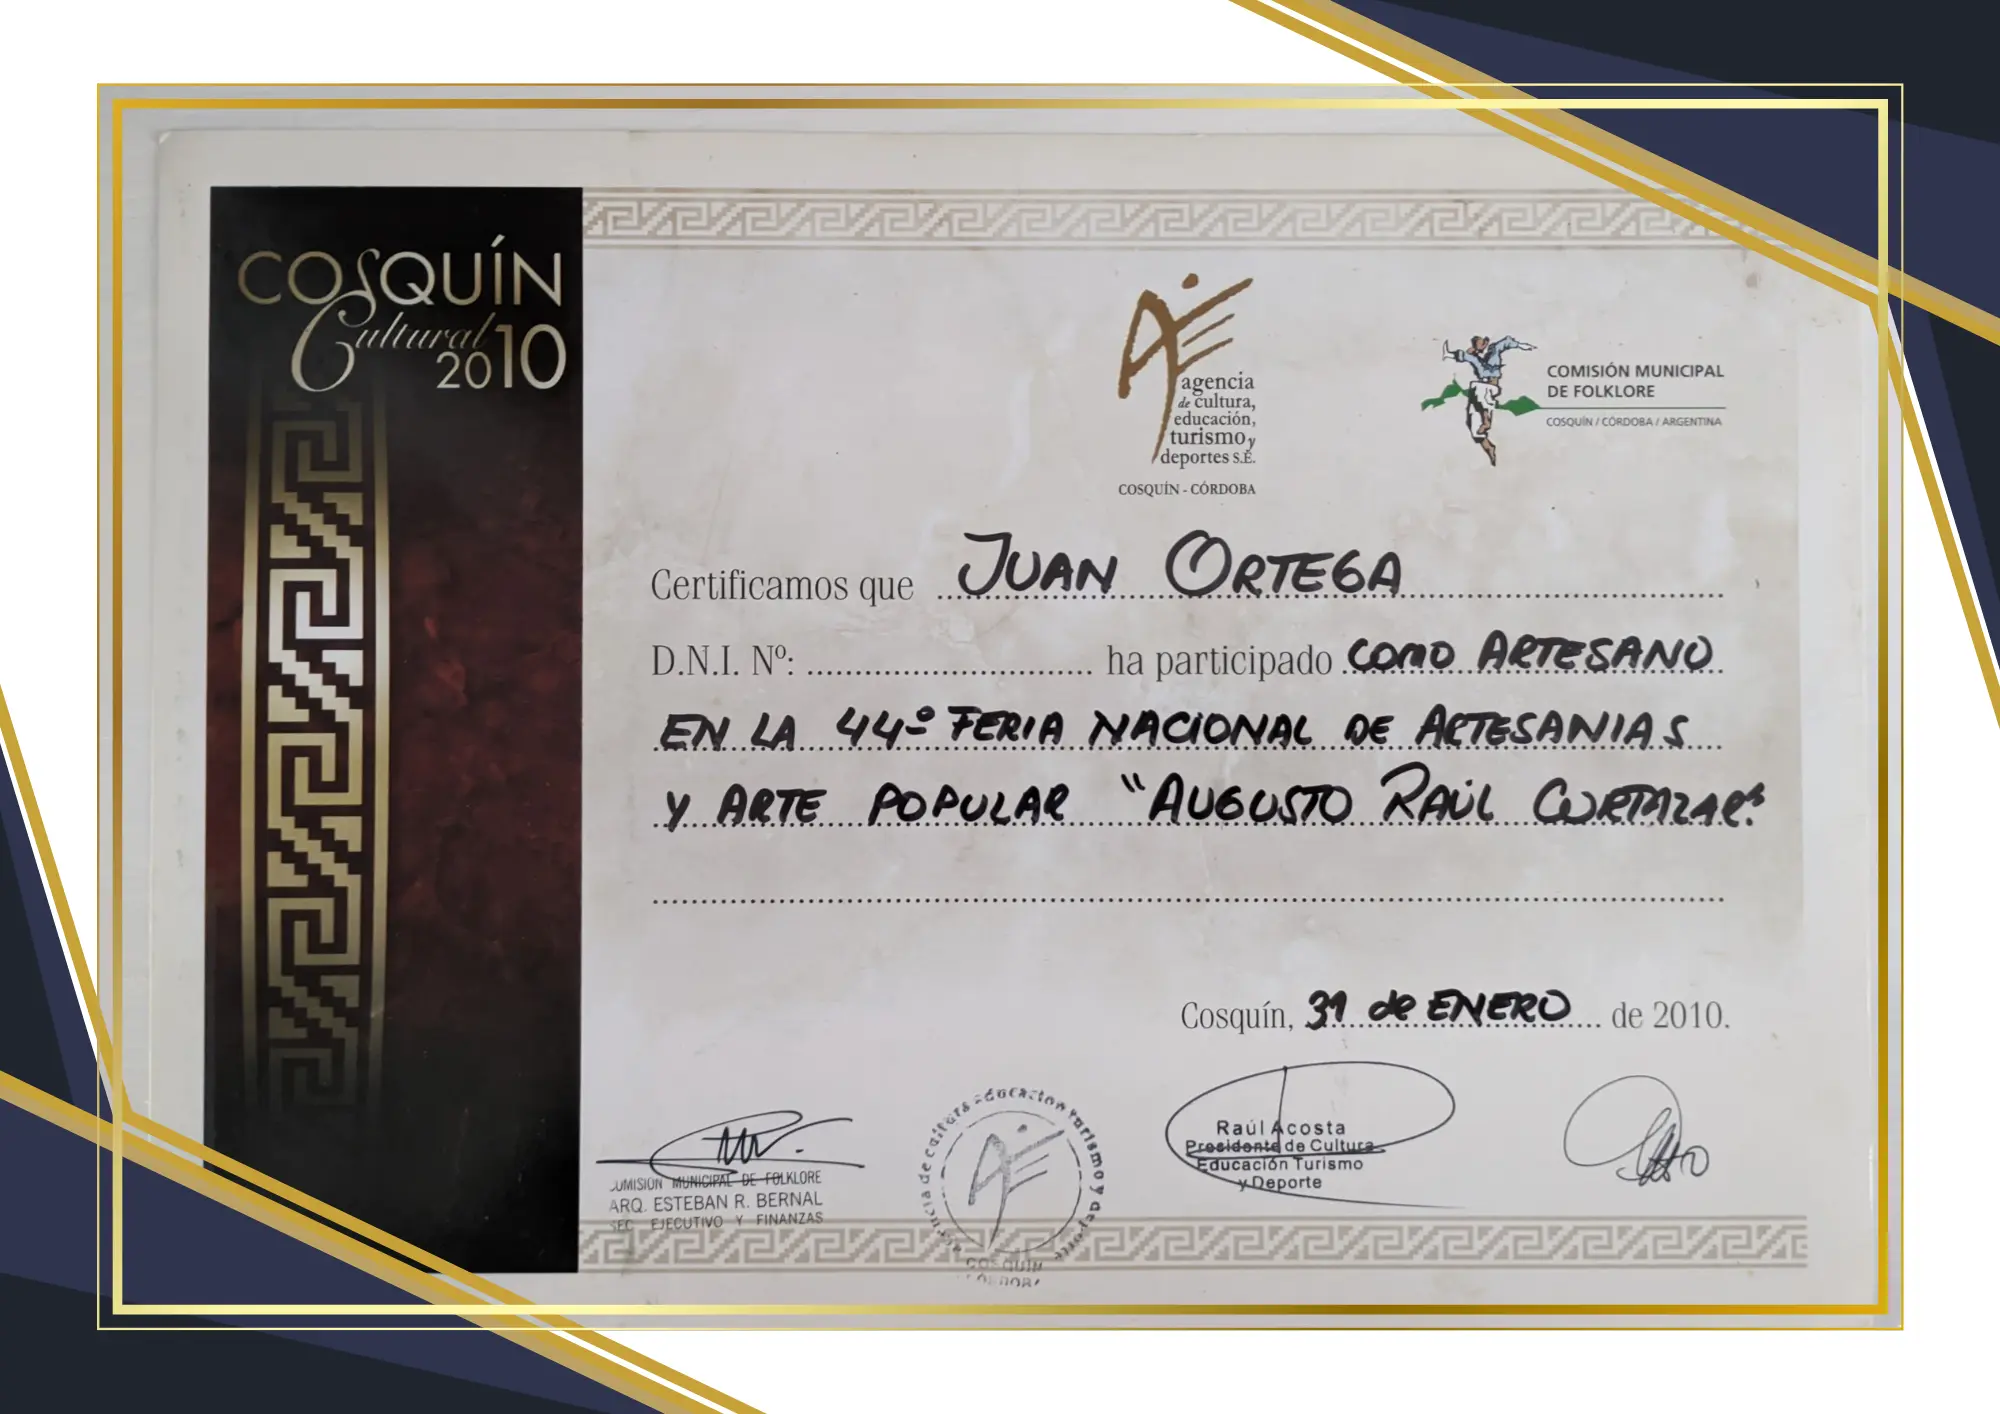 COSQUÍN
Cultural
2010
agencia
de cultura,
educación,
turismo y
deportes S.E.
COSQUÍN - CÓRDOBA
COMISIÓN MUNICIPAL
DE FOLKLORE
COSQUÍN / CÓRDOBA / ARGENTINA
Certificamos que JUAN ORTEGA
D.N.I. Nº: ha participado COMO ARTESANO
EN LA 44º FERIA NACIONAL DE ARTESANIAS
Y ARTE POPULAR "AUGUSTO RAÚL CORTAZAR".
Cosquín, 31 de ENERO de 2010.
COMISION MUNICIPAL DE FOLKLORE
ARQ. ESTEBAN R. BERNAL
SEC. EJECUTIVO Y FINANZAS
agencia de cultura educacion turismo y deporte
COSQUIN
CORDOBA
Raúl Acosta
Presidente de Cultura
Educación Turismo
y Deporte